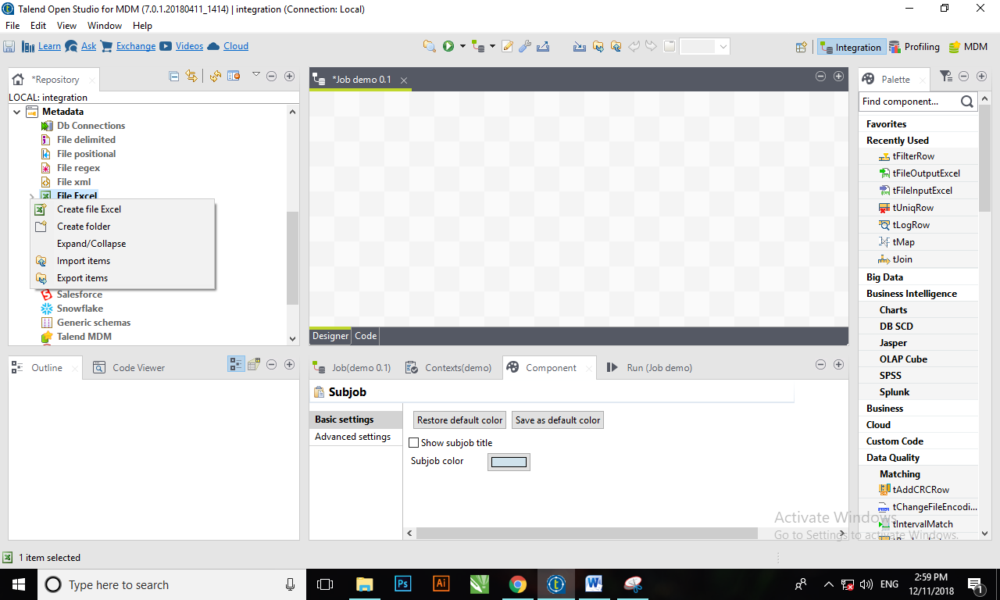 Talend Open Studio for MDM (7.0.1.20180411_1414) | integration (Connection: Local)
File Edit View Window Help
Learn Ask Exchange Videos Cloud
Integration Profiling MDM
*Repository
LOCAL: integration
Metadata
Db Connections
File delimited
File positional
File regex
File xml
File Excel
Create file Excel
Create folder
Expand/Collapse
Import items
Export items
Salesforce
Snowflake
Generic schemas
Talend MDM
*Job demo 0.1
Designer Code
Palette
Find component...
Favorites
Recently Used
tFilterRow
tFileOutputExcel
tFileInputExcel
tUniqRow
tLogRow
tMap
tJoin
Big Data
Business Intelligence
Charts
DB SCD
Jasper
OLAP Cube
SPSS
Splunk
Business
Cloud
Custom Code
Data Quality
Matching
tAddCRCRow
tChangeFileEncodi...
tIntervalMatch
Outline Code Viewer
Job(demo 0.1) Contexts(demo) Component Run (Job demo)
Subjob
Basic settings
Advanced settings
Restore default color Save as default color
Show subjob title
Subjob color
Activate Windows
Go to Settings to activate Windows.
1 item selected
Type here to search
Ps
Ai
W
ENG
2:59 PM
12/11/2018
1